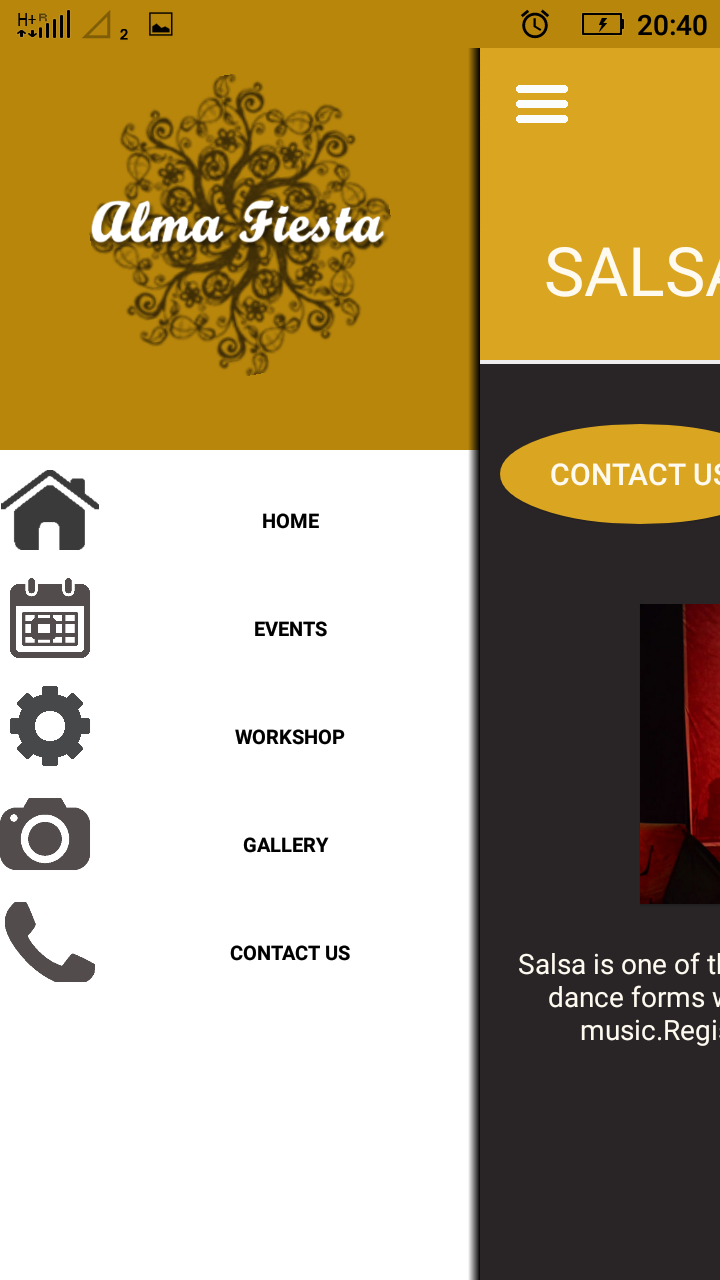 H+ R
2
20:40
Alma Fiesta
HOME
EVENTS
WORKSHOP
GALLERY
CONTACT US
SALSA
CONTACT US
Salsa is one of
dance forms
music.Regis